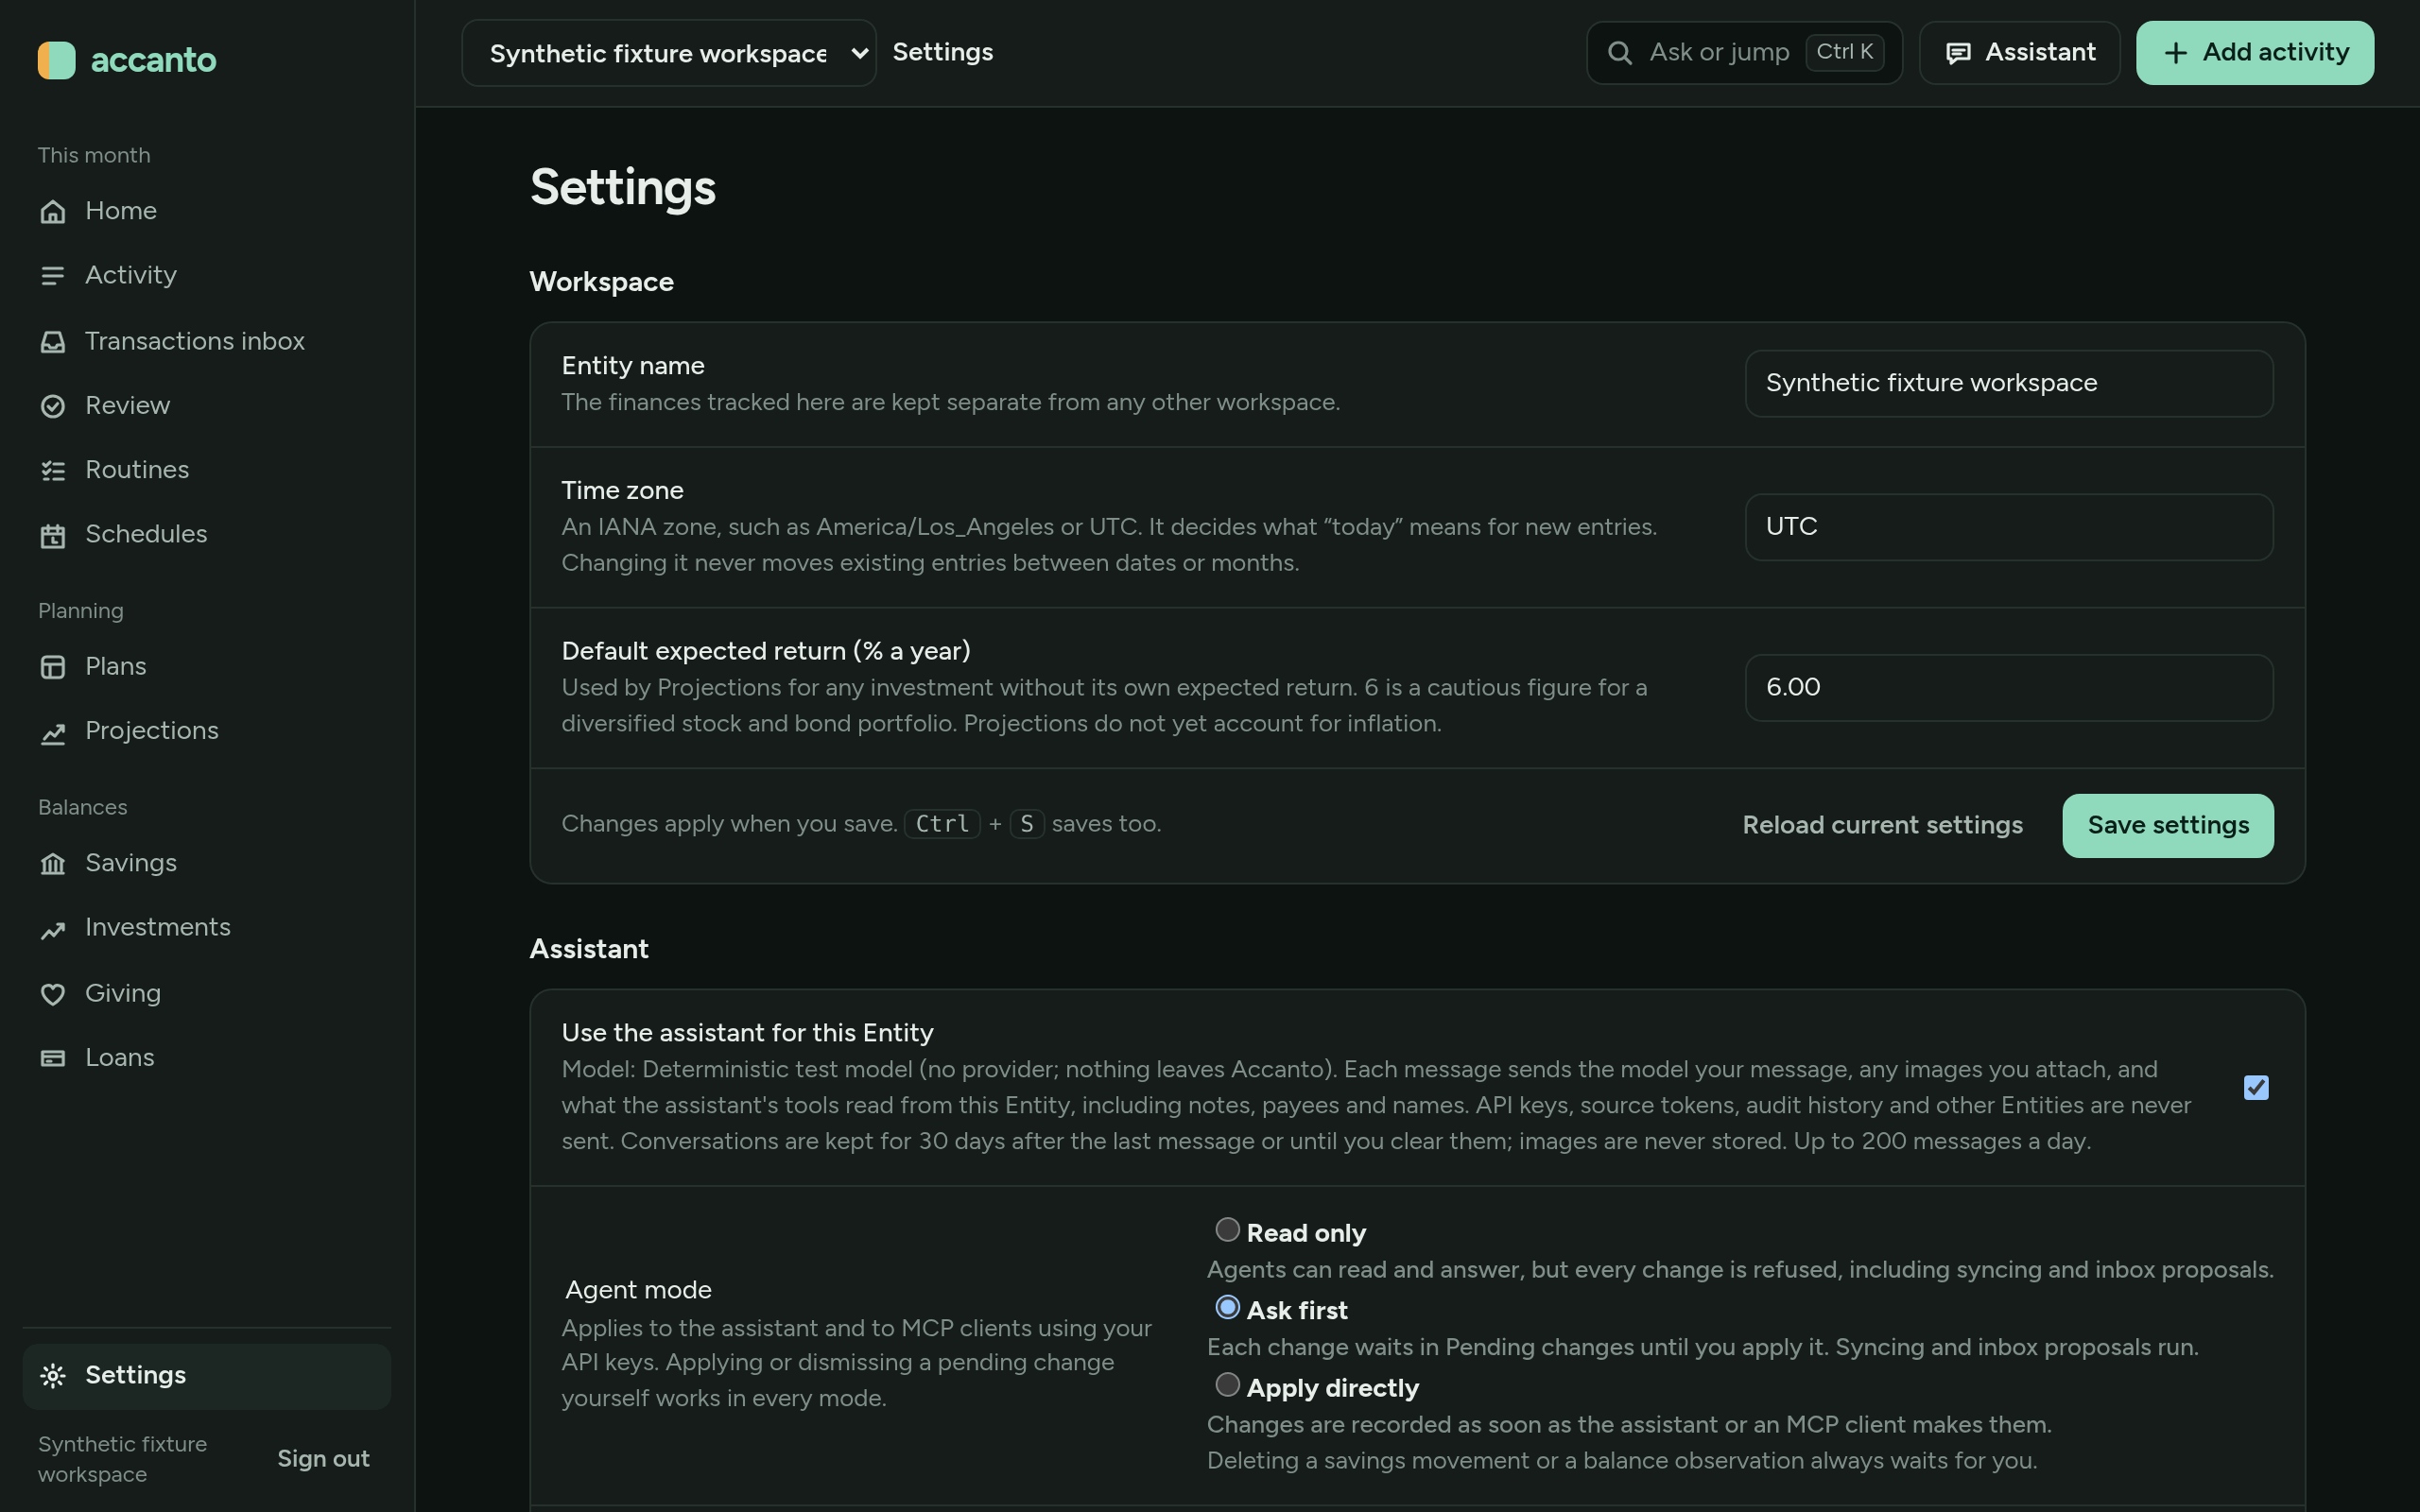 accanto
This month
Home
Activity
Transactions inbox
Review
Routines
Schedules
Planning
Plans
Projections
Balances
Savings
Investments
Giving
Loans
Settings
Synthetic fixture
workspace
Sign out
Synthetic fixture workspace
Settings
Ask or jump
Ctrl K
Assistant
Add activity
Settings
Workspace
Entity name
The finances tracked here are kept separate from any other workspace.
Synthetic fixture workspace
Time zone
An IANA zone, such as America/Los_Angeles or UTC. It decides what “today” means for new entries.
Changing it never moves existing entries between dates or months.
UTC
Default expected return (% a year)
Used by Projections for any investment without its own expected return. 6 is a cautious figure for a
diversified stock and bond portfolio. Projections do not yet account for inflation.
6.00
Changes apply when you save. Ctrl + S saves too.
Reload current settings
Save settings
Assistant
Use the assistant for this Entity
Model: Deterministic test model (no provider; nothing leaves Accanto). Each message sends the model your message, any images you attach, and
what the assistant's tools read from this Entity, including notes, payees and names. API keys, source tokens, audit history and other Entities are never
sent. Conversations are kept for 30 days after the last message or until you clear them; images are never stored. Up to 200 messages a day.
Agent mode
Applies to the assistant and to MCP clients using your
API keys. Applying or dismissing a pending change
yourself works in every mode.
Read only
Agents can read and answer, but every change is refused, including syncing and inbox proposals.
Ask first
Each change waits in Pending changes until you apply it. Syncing and inbox proposals run.
Apply directly
Changes are recorded as soon as the assistant or an MCP client makes them.
Deleting a savings movement or a balance observation always waits for you.